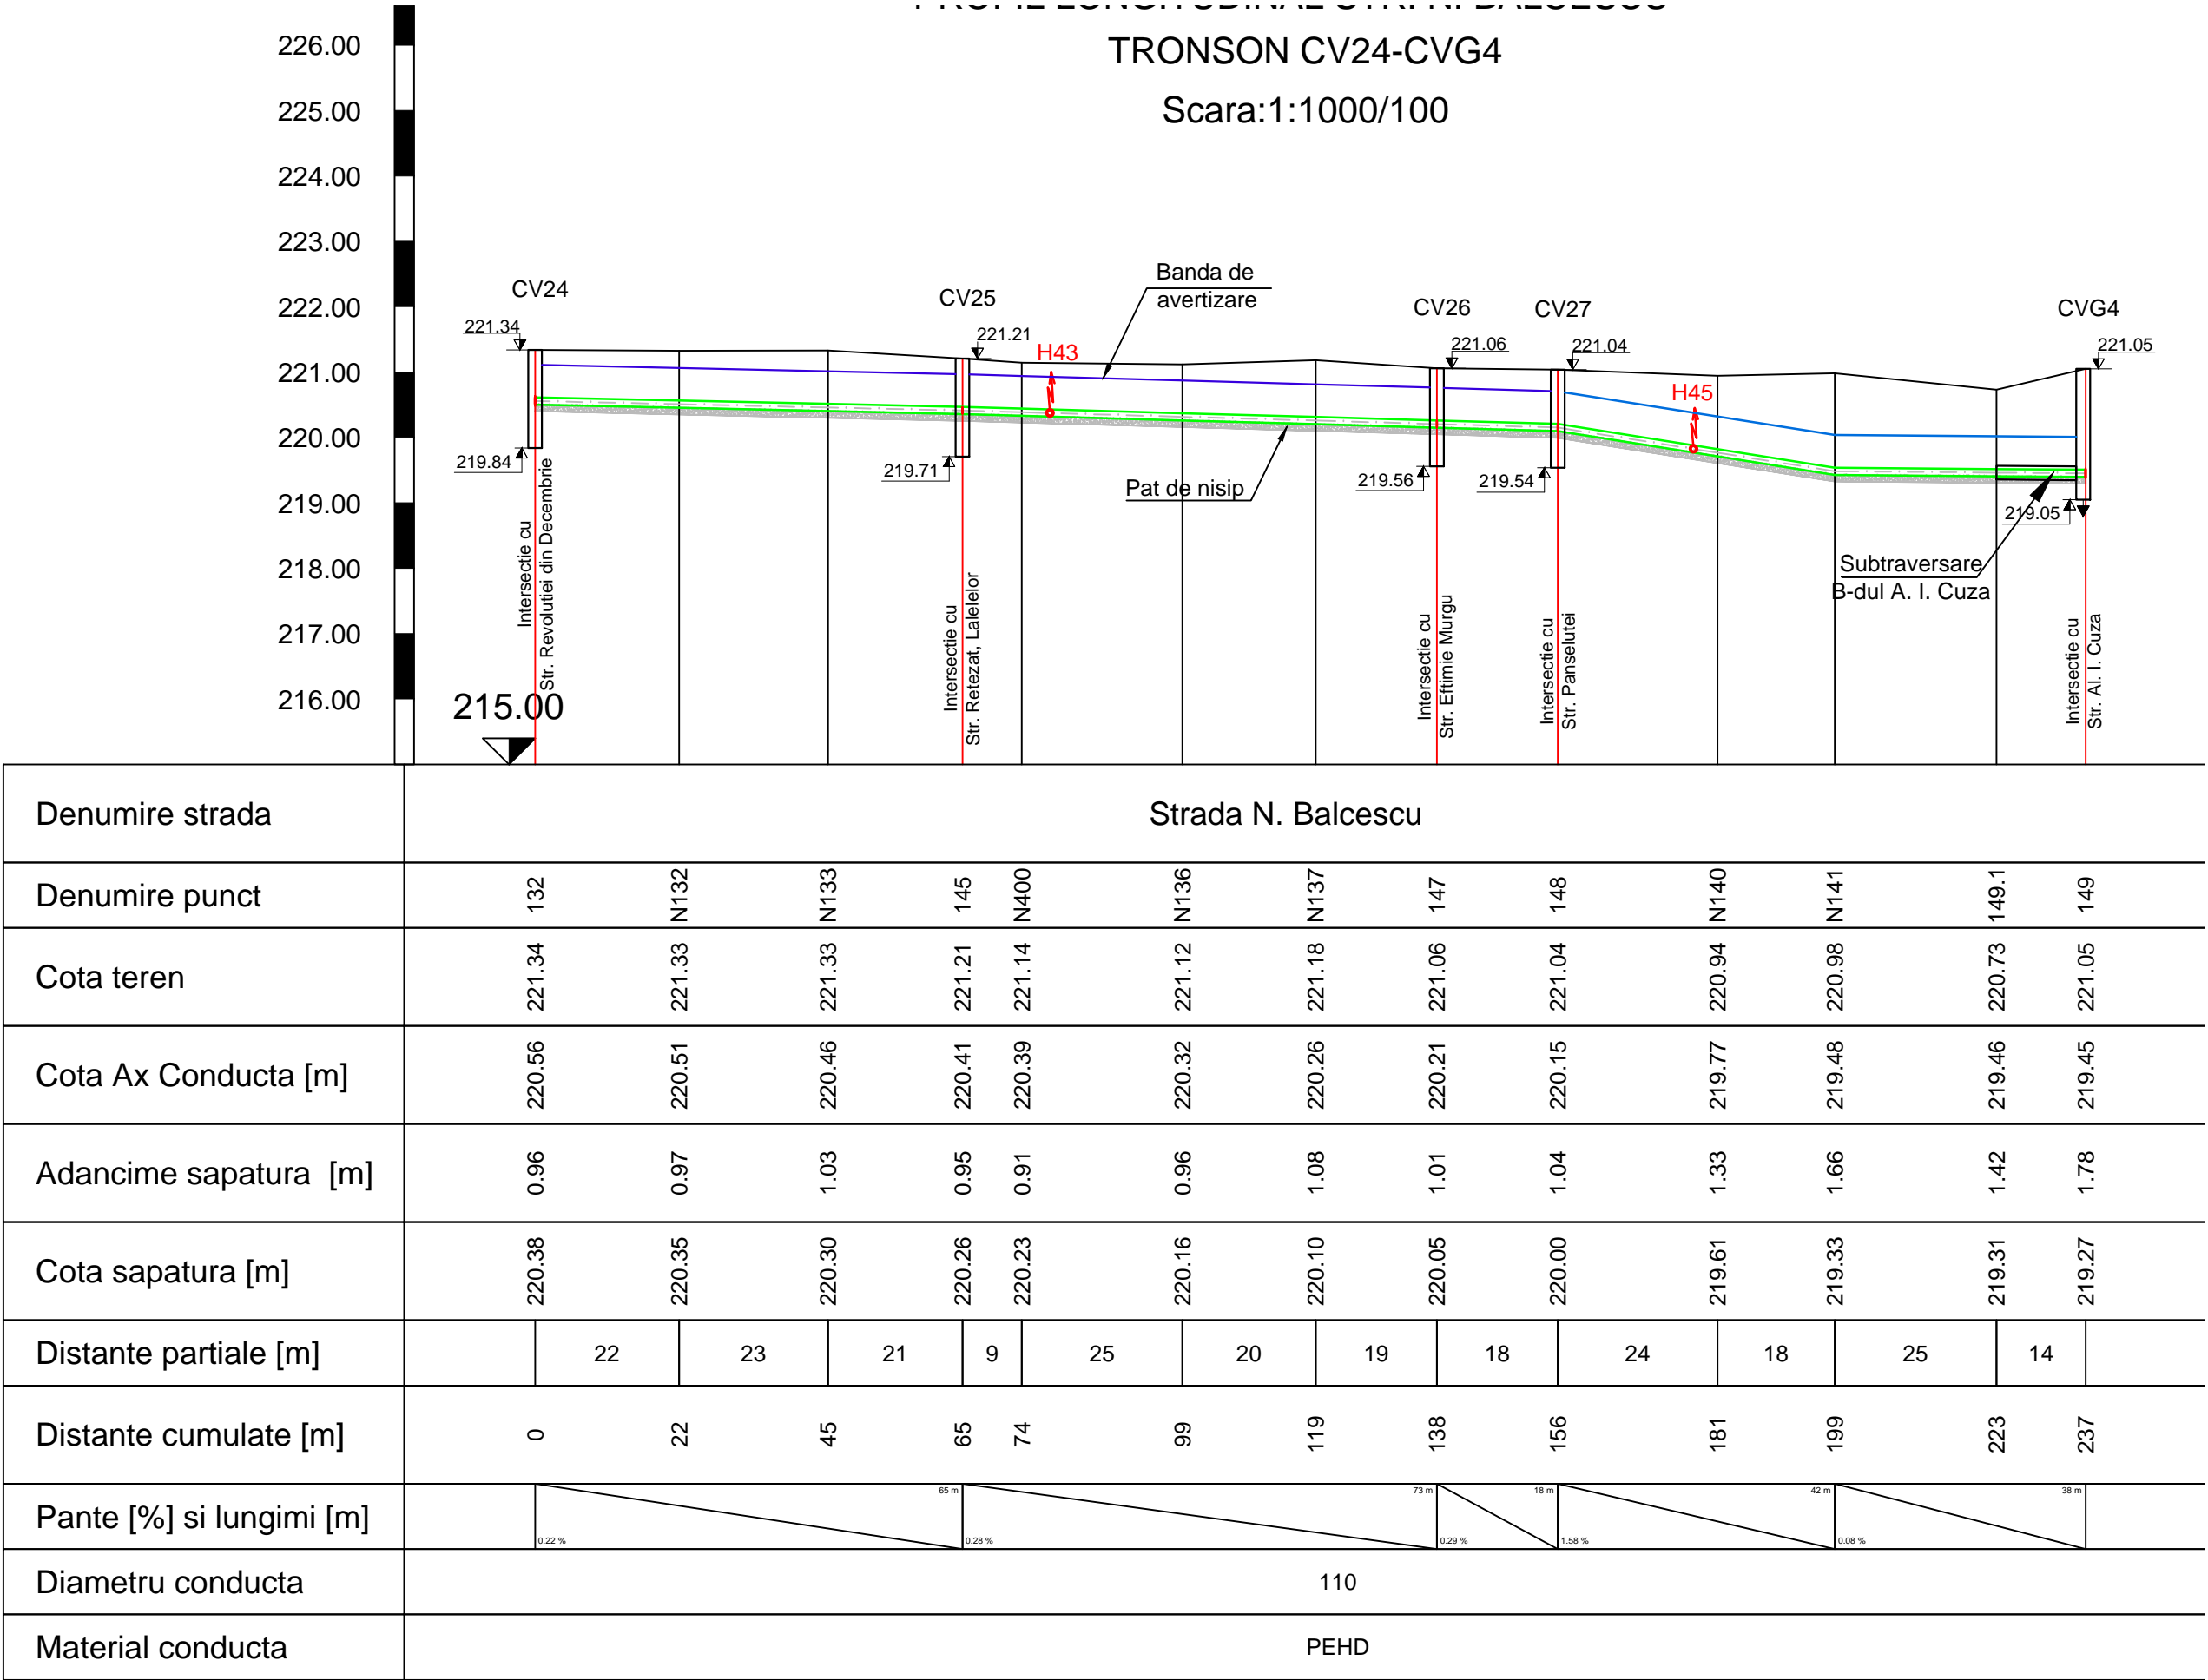 TRONSON CV24-CVG4
Scara:1:1000/100
226.00
225.00
224.00
223.00
222.00
221.00
220.00
219.00
218.00
217.00
216.00
215.00
CV24
CV25
CV26
CV27
CVG4
Banda de
avertizare
221.34
221.21
221.06
221.04
221.05
H43
H45
219.84
219.71
219.56
219.54
219.05
Pat de nisip
Subtraversare
B-dul A. I. Cuza
Intersectie cu
Str. Revolutiei din Decembrie
Intersectie cu
Str. Retezat, Lalelelor
Intersectie cu
Str. Eftimie Murgu
Intersectie cu
Str. Panselutei
Intersectie cu
Str. Al. I. Cuza
Denumire strada Strada N. Balcescu
Denumire punct 132 N132 N133 145 N400 N136 N137 147 148 N140 N141 149.1 149
Cota teren 221.34 221.33 221.33 221.21 221.14 221.12 221.18 221.06 221.04 220.94 220.98 220.73 221.05
Cota Ax Conducta [m] 220.56 220.51 220.46 220.41 220.39 220.32 220.26 220.21 220.15 219.77 219.48 219.46 219.45
Adancime sapatura [m] 0.96 0.97 1.03 0.95 0.91 0.96 1.08 1.01 1.04 1.33 1.66 1.42 1.78
Cota sapatura [m] 220.38 220.35 220.30 220.26 220.23 220.16 220.10 220.05 220.00 219.61 219.33 219.31 219.27
Distante partiale [m] 22 23 21 9 25 20 19 18 24 18 25 14
Distante cumulate [m] 0 22 45 65 74 99 119 138 156 181 199 223 237
Pante [%] si lungimi [m]
65 m 73 m 18 m 42 m 38 m
0.22 % 0.28 % 0.29 % 1.58 % 0.08 %
Diametru conducta 110
Material conducta PEHD